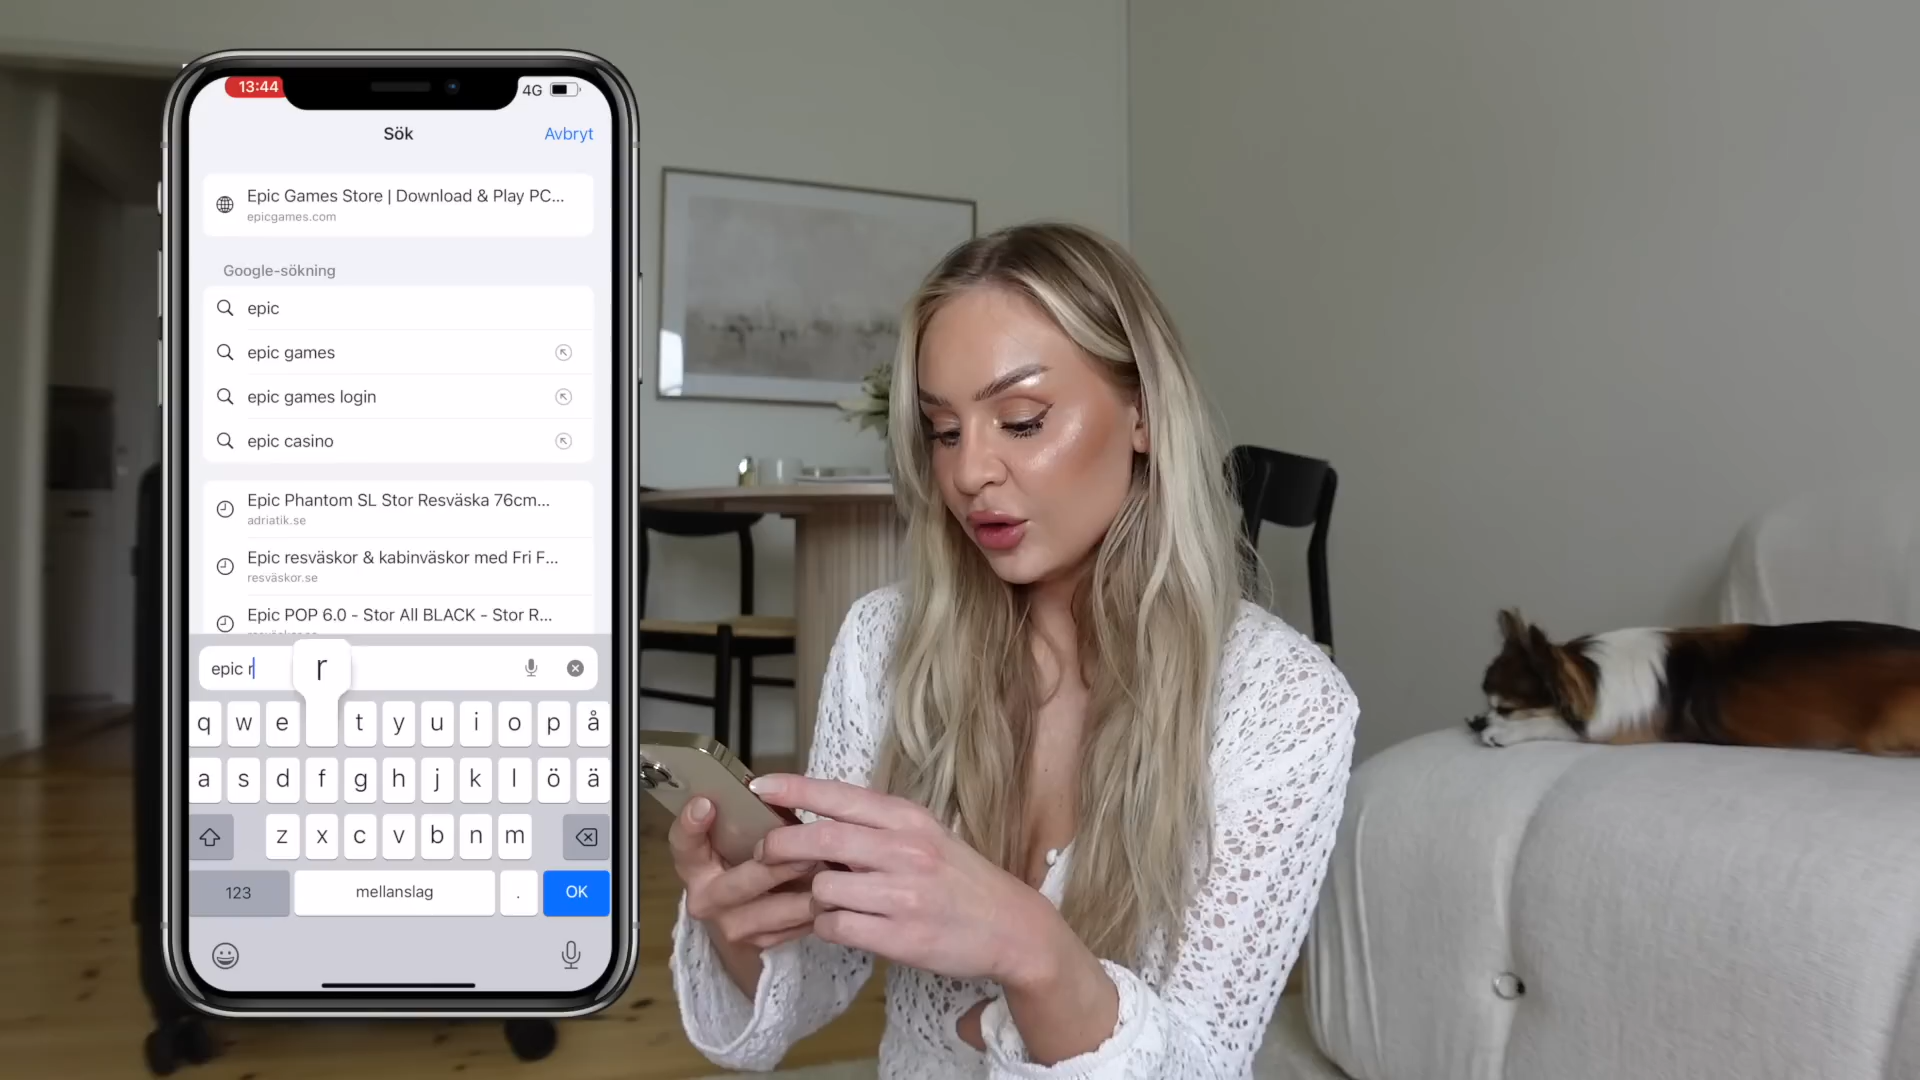 13:44
4G
Sök
Avbryt
Epic Games Store | Download & Play PC...
epicgames.com
Google-sökning
epic
epic games
epic games login
epic casino
Epic Phantom SL Stor Resväska 76cm...
adriatik.se
Epic resväskor & kabinväskor med Fri F...
resväskor.se
Epic POP 6.0 - Stor All BLACK - Stor R...
epic r
r
q w e t y u i o p å
a s d f g h j k l ö ä
z x c v b n m
123
mellanslag
.
OK